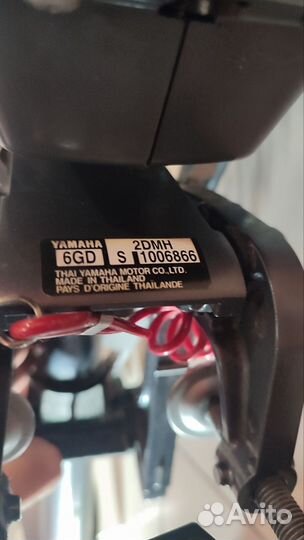 YAMAHA 2DMH
6GD S 1006866
THAI YAMAHA MOTOR CO.,LTD.
MADE IN THAILAND
PAYS D'ORIGINE THAILANDE
Avito